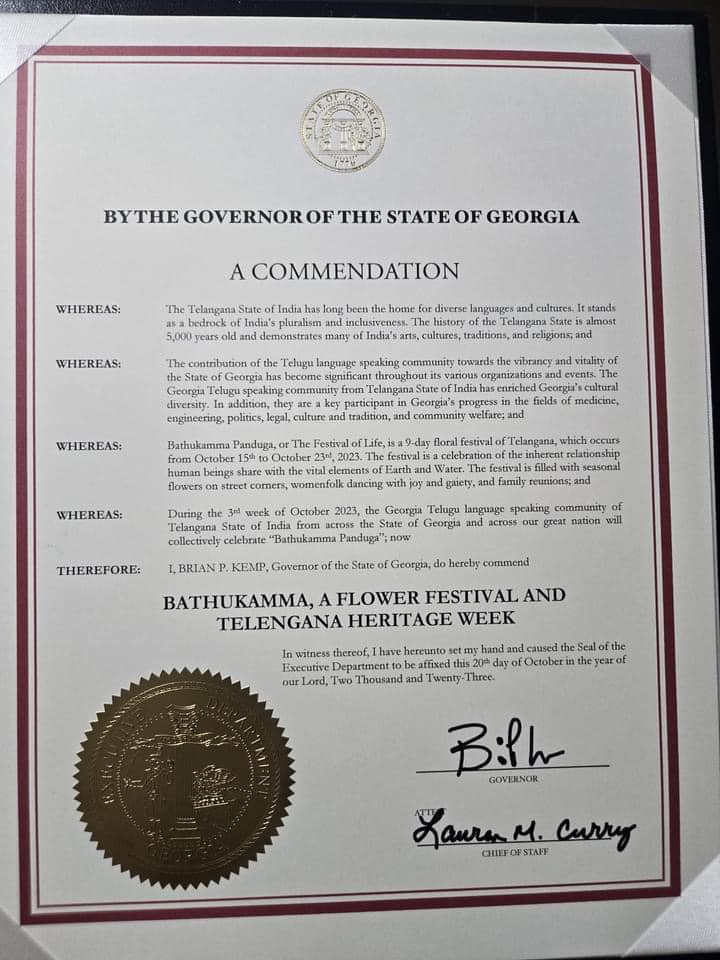 STATE OF GEORGIA
1776
BY THE GOVERNOR OF THE STATE OF GEORGIA
A COMMENDATION
WHEREAS: The Telangana State of India has long been the home for diverse languages and cultures. It stands
as a bedrock of India's pluralism and inclusiveness. The history of the Telangana State is almost
5,000 years old and demonstrates many of India's arts, cultures, traditions, and religions; and
WHEREAS: The contribution of the Telugu language speaking community towards the vibrancy and vitality of
the State of Georgia has become significant throughout its various organizations and events. The
Georgia Telugu speaking community from Telangana State of India has enriched Georgia's cultural
diversity. In addition, they are a key participant in Georgia's progress in the fields of medicine,
engineering, politics, legal, culture and tradition, and community welfare; and
WHEREAS: Bathukamma Panduga, or The Festival of Life, is a 9-day floral festival of Telangana, which occurs
from October 15th to October 23rd, 2023. The festival is a celebration of the inherent relationship
human beings share with the vital elements of Earth and Water. The festival is filled with seasonal
flowers on street corners, womenfolk dancing with joy and gaiety, and family reunions; and
WHEREAS: During the 3rd week of October 2023, the Georgia Telugu language speaking community of
Telangana State of India from across the State of Georgia and across our great nation will
collectively celebrate “Bathukamma Panduga”; now
THEREFORE: I, BRIAN P. KEMP, Governor of the State of Georgia, do hereby commend
BATHUKAMMA, A FLOWER FESTIVAL AND
TELENGANA HERITAGE WEEK
In witness thereof, I have hereunto set my hand and caused the Seal of the
Executive Department to be affixed this 20th day of October in the year of
our Lord, Two Thousand and Twenty-Three.
EXECUTIVE DEPARTMENT
GEORGIA
GOVERNOR
ATTEST
Lauren M. Curry
CHIEF OF STAFF